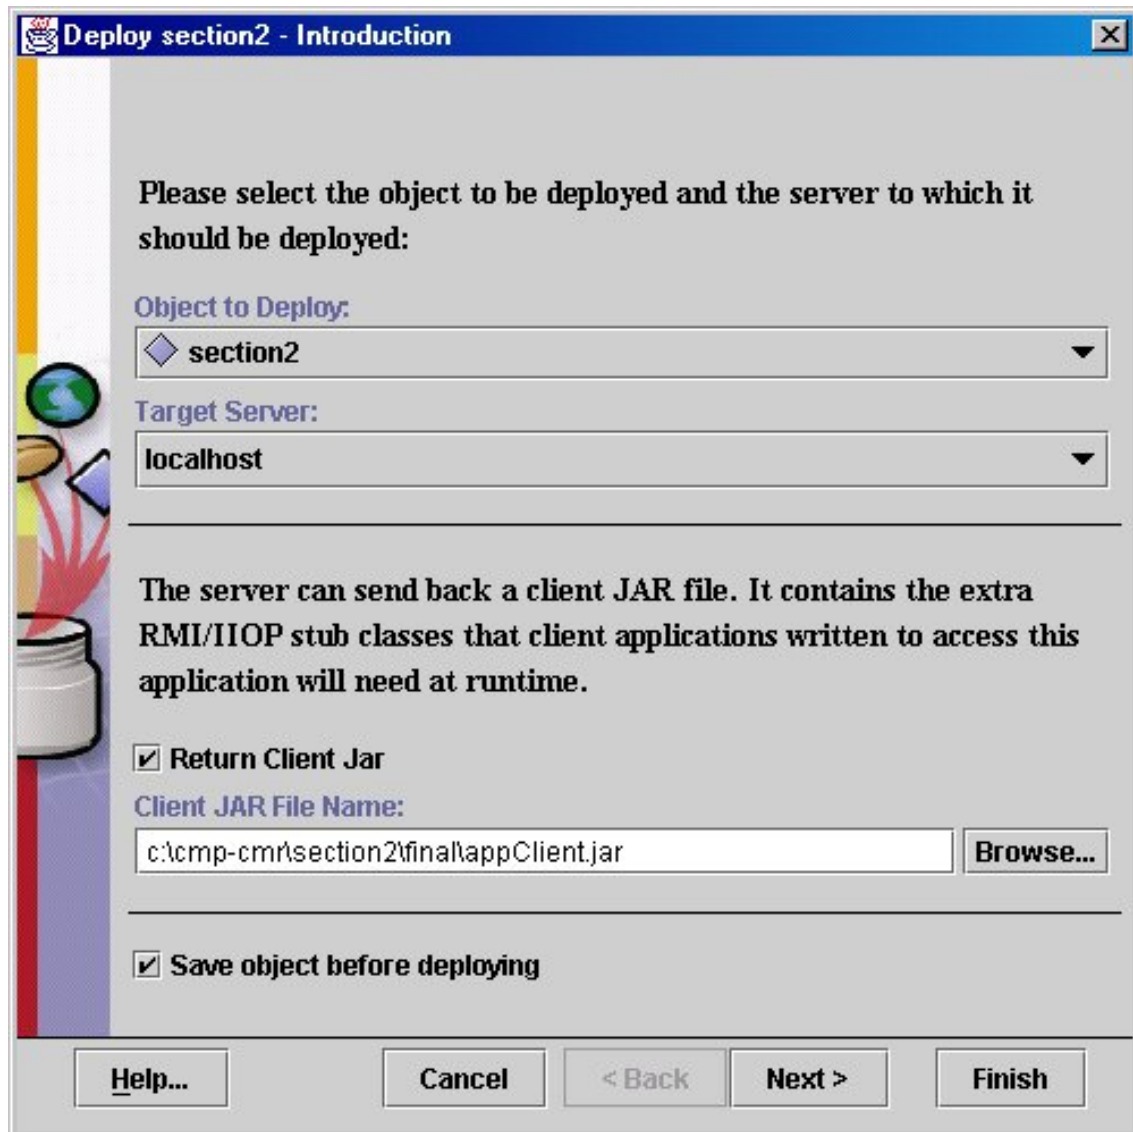 Deploy section2 - Introduction
Please select the object to be deployed and the server to which it
should be deployed:
Object to Deploy:
section2
Target Server:
localhost
The server can send back a client JAR file. It contains the extra
RMI/IIOP stub classes that client applications written to access this
application will need at runtime.
Return Client Jar
Client JAR File Name:
c:\cmp-cmr\section2\final\appClient.jar
Browse...
Save object before deploying
Help...
Cancel
< Back
Next >
Finish